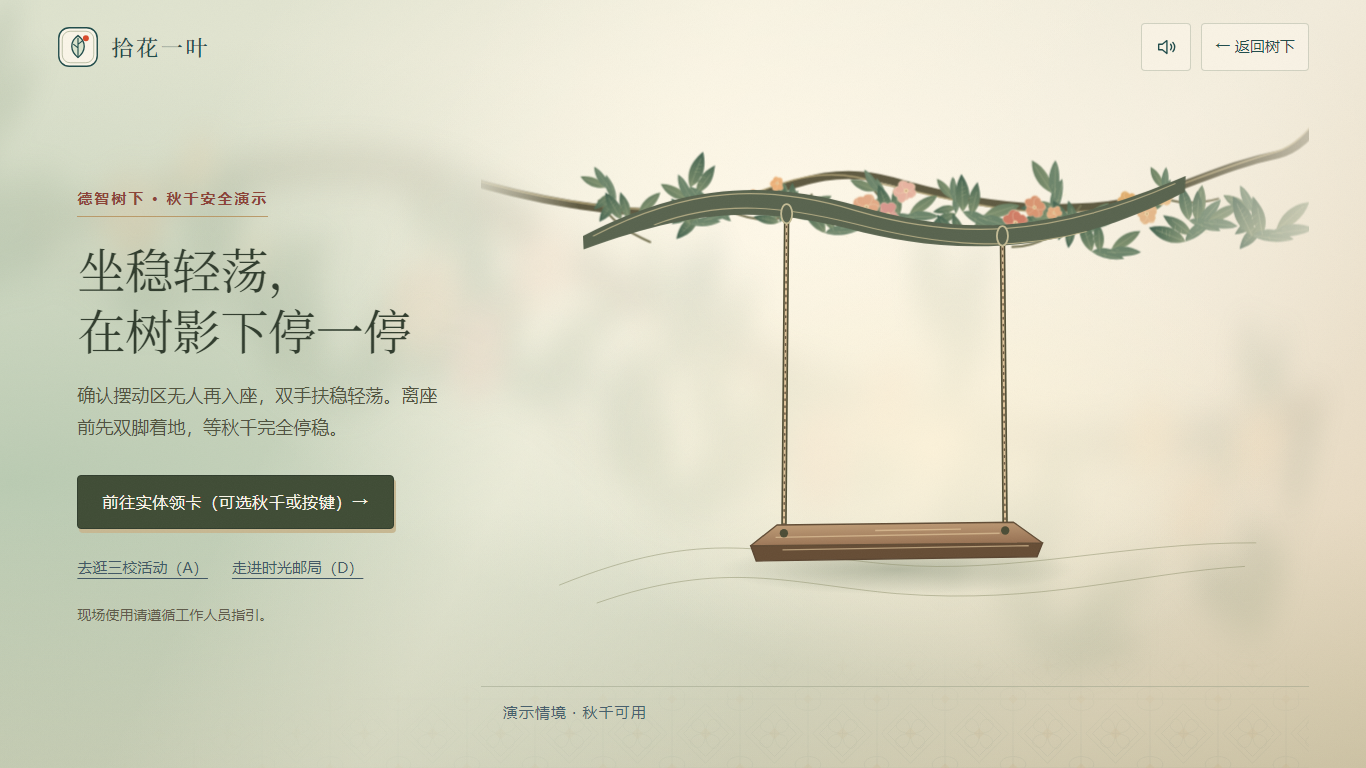 拾花一叶
← 返回树下
德智树下 • 秋千安全演示
坐稳轻荡，
在树影下停一停
确认摆动区无人再入座，双手扶稳轻荡。离座
前先双脚着地，等秋千完全停稳。
前往实体领卡（可选秋千或按键）→
去逛三校活动（A） 走进时光邮局（D）
现场使用请遵循工作人员指引。
演示情境 · 秋千可用